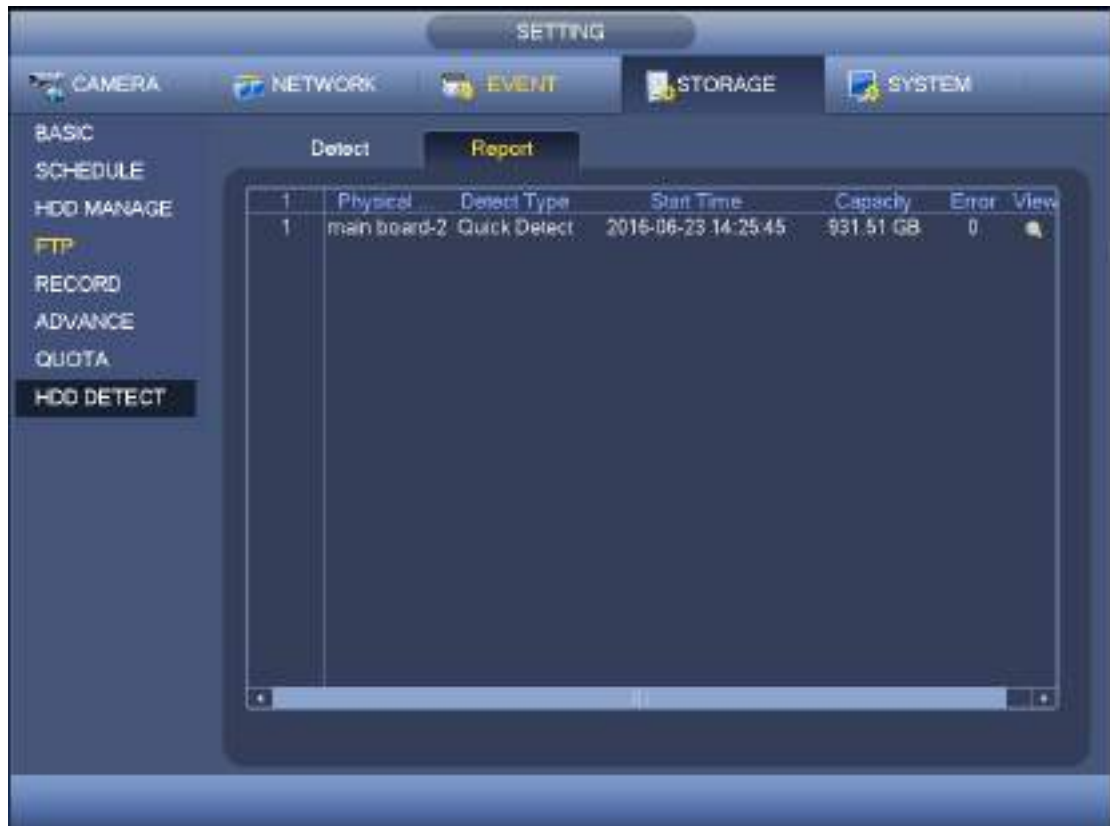 SETTING
CAMERA NETWORK EVENT STORAGE SYSTEM
BASIC
SCHEDULE
HDD MANAGE
FTP
RECORD
ADVANCE
QUOTA
HDD DETECT
Detect Report
1 Physical ... Detect Type Start Time Capacity Error View
1 main board-2 Quick Detect 2016-06-23 14:25:45 931.51 GB 0